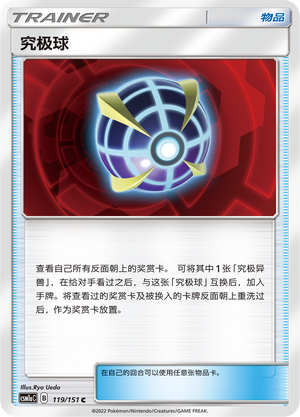 TRAINER 物品
究极球
查看自己所有反面朝上的奖赏卡。 可将其中1张「究极异
兽」，在给对手看过之后，与这张「究极球」互换后，加入
手牌。将查看过的奖赏卡及被换入的卡牌反面朝上重洗过
后，作为奖赏卡放置。
在自己的回合可以使用任意张物品卡。
Illus.Ryo Ueda
CSM1aC B 119/151 C
©2022 Pokémon/Nintendo/Creatures/GAME FREAK.